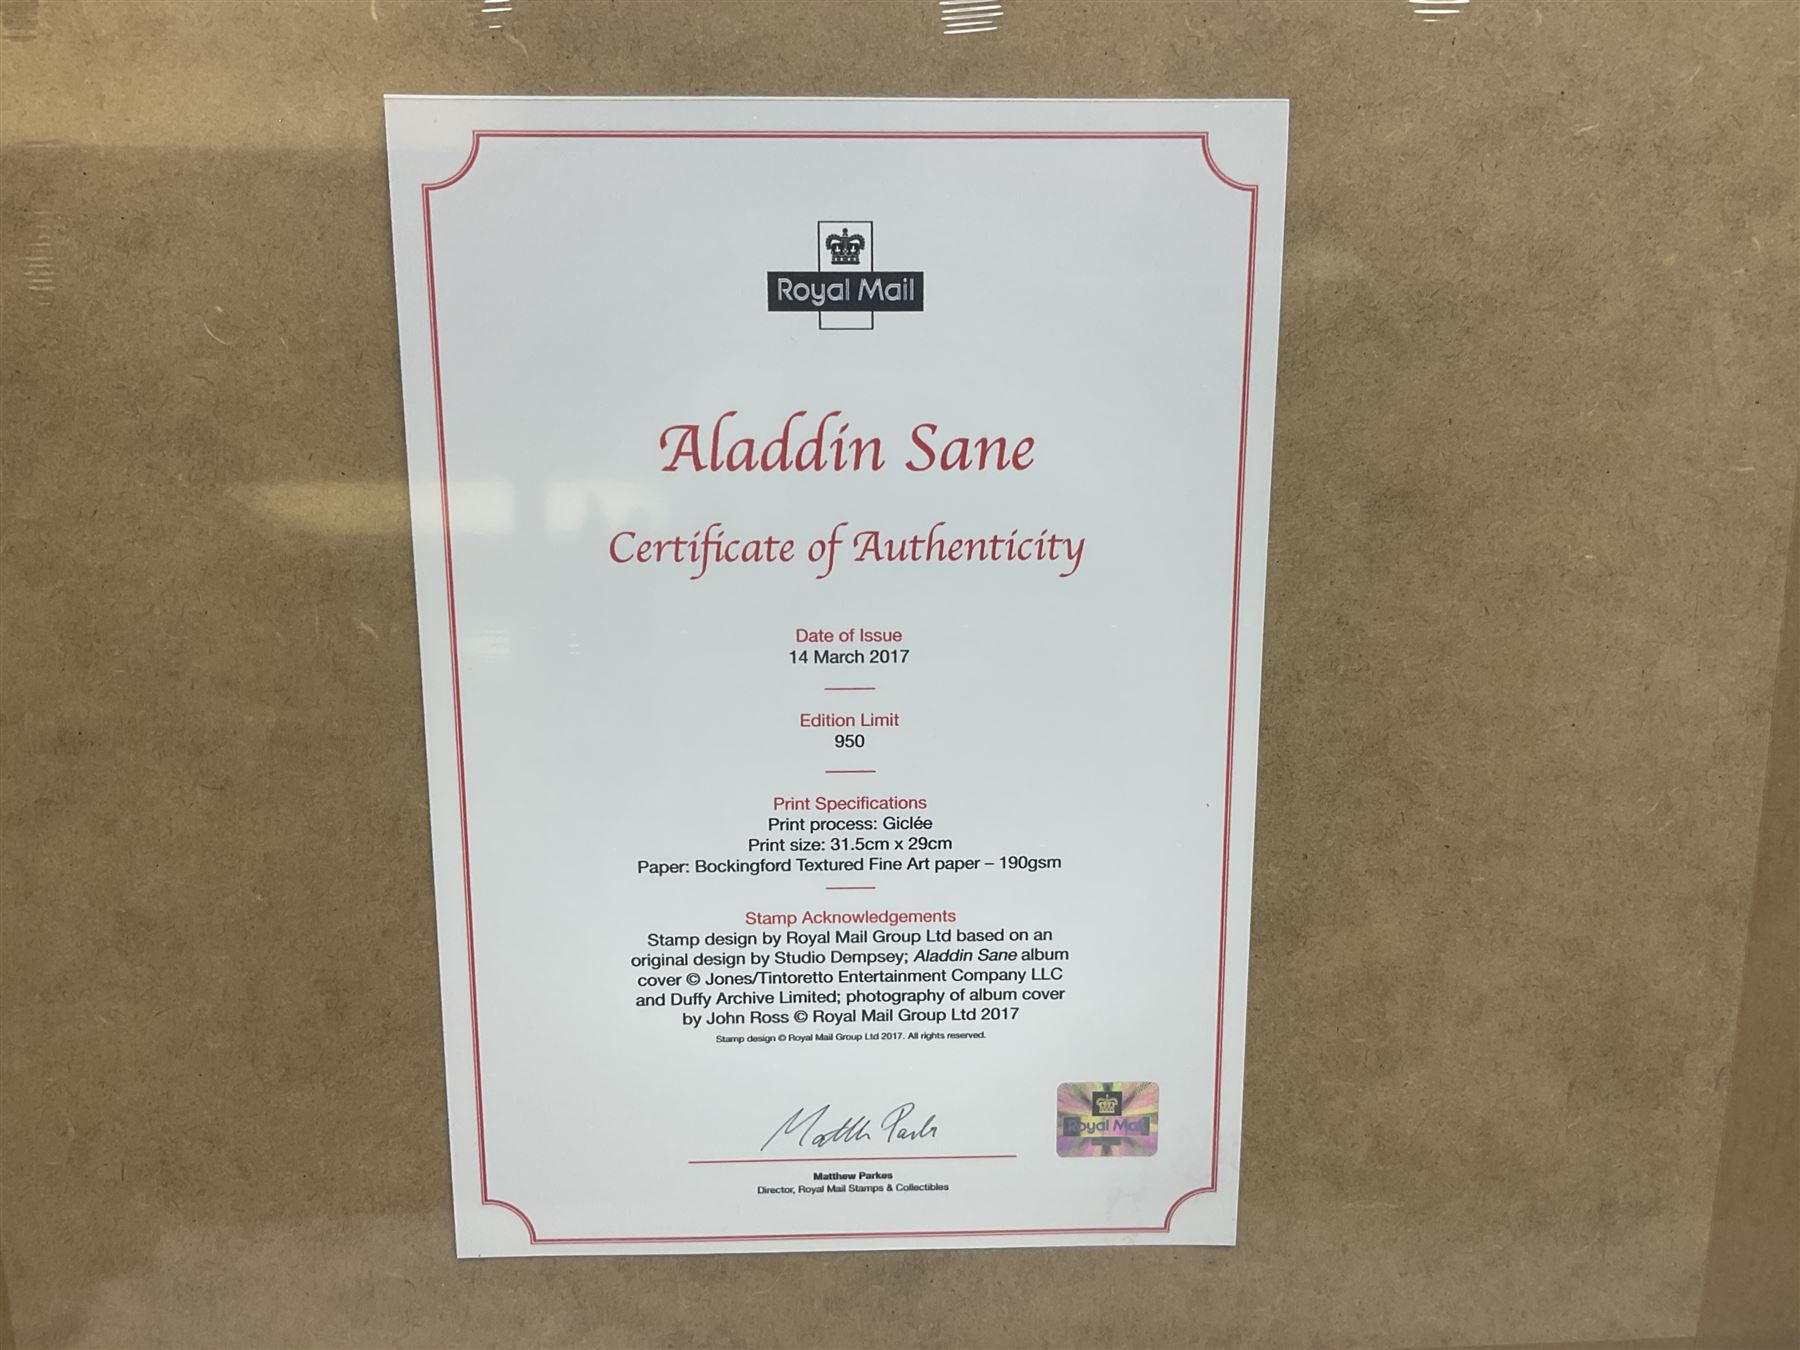 Royal Mail
Aladdin Sane
Certificate of Authenticity
Date of Issue
14 March 2017
Edition Limit
950
Print Specifications
Print process: Giclée
Print size: 31.5cm x 29cm
Paper: Bockingford Textured Fine Art paper – 190gsm
Stamp Acknowledgements
Stamp design by Royal Mail Group Ltd based on an
original design by Studio Dempsey; Aladdin Sane album
cover © Jones/Tintoretto Entertainment Company LLC
and Duffy Archive Limited; photography of album cover
by John Ross © Royal Mail Group Ltd 2017
Stamp design © Royal Mail Group Ltd 2017. All rights reserved.
Royal Mail
Matthew Parkes
Director, Royal Mail Stamps & Collectibles